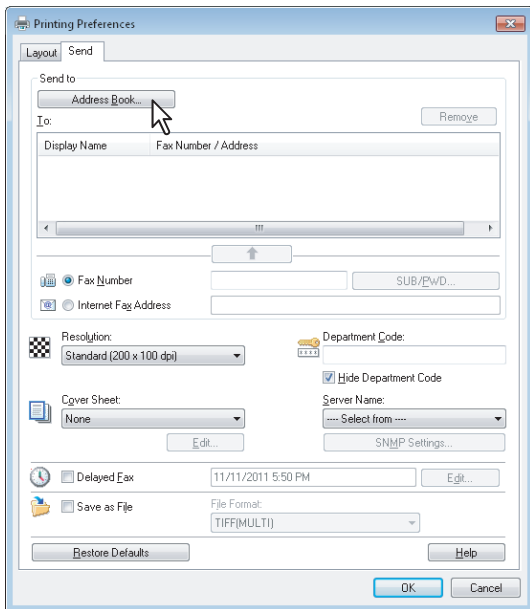 Printing Preferences
Layout Send
Send to
Address Book...
To:
Remove
Display Name Fax Number / Address
Fax Number
SUB/PWD...
Internet Fax Address
Resolution:
Standard (200 x 100 dpi)
Department Code:
Hide Department Code
Cover Sheet:
None
Edit...
Server Name:
---- Select from ----
SNMP Settings...
Delayed Fax
11/11/2011 5:50 PM
Edit...
Save as File
File Format:
TIFF(MULTI)
Restore Defaults
Help
OK
Cancel